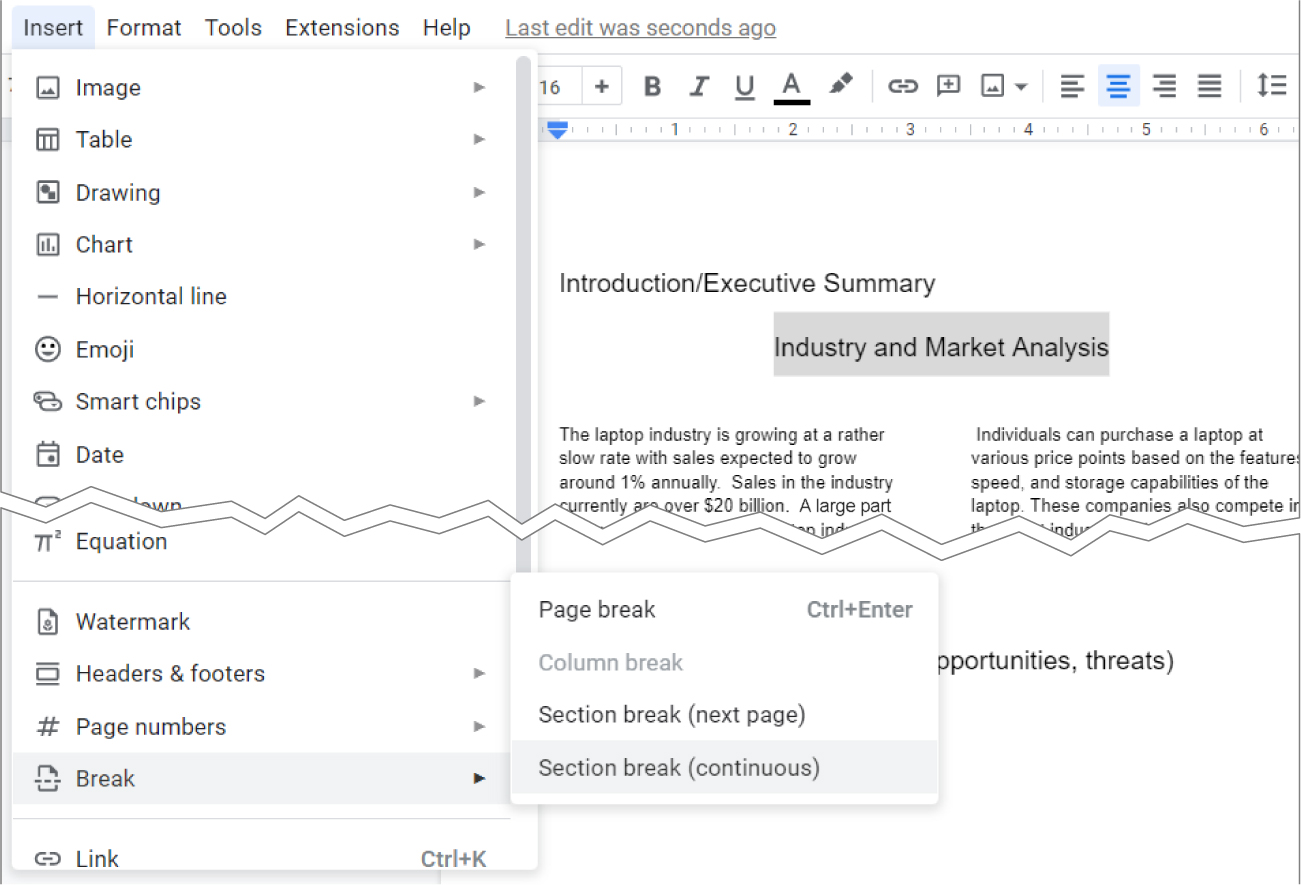 Insert Format Tools Extensions Help Last edit was seconds ago
16 + B I U A
1 2 3 4 5 6
Image
Table
Drawing
Chart
Horizontal line
Emoji
Smart chips
Date
π² Equation
Watermark
Headers & footers
# Page numbers
Break
Link Ctrl+K
Page break Ctrl+Enter
Column break
Section break (next page)
Section break (continuous)
Introduction/Executive Summary
Industry and Market Analysis
The laptop industry is growing at a rather
slow rate with sales expected to grow
around 1% annually.  Sales in the industry
currently are over $20 billion.  A large part
Individuals can purchase a laptop at
various price points based on the features
speed, and storage capabilities of the
laptop. These companies also compete in
pportunities, threats)